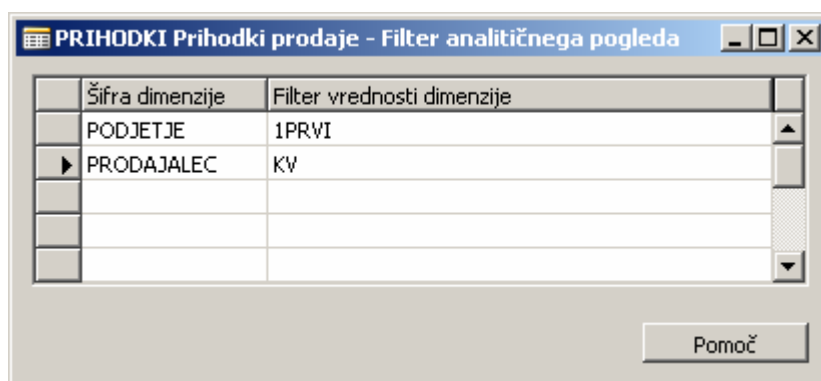 PRIHODKI Prihodki prodaje - Filter analitičnega pogleda
Šifra dimenzije Filter vrednosti dimenzije
PODJETJE 1PRVI
PRODAJALEC KV
Pomoč